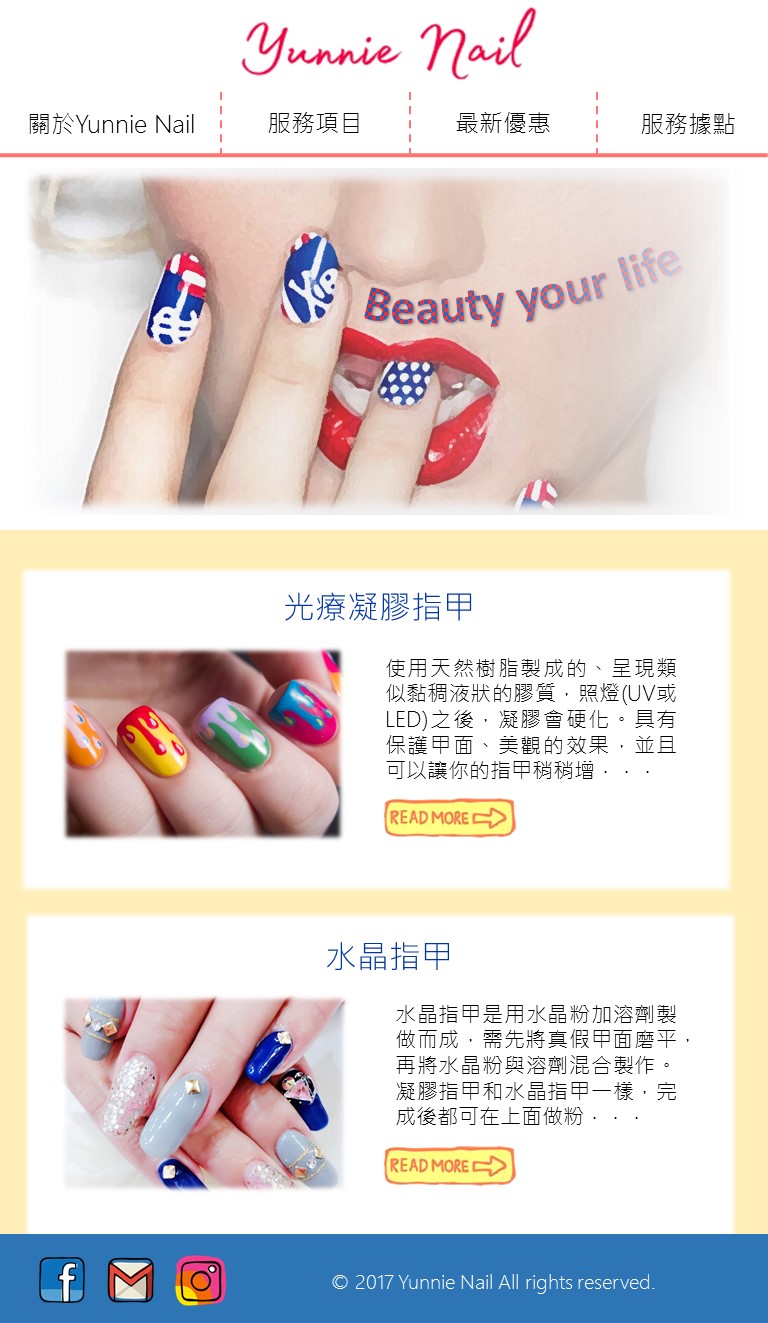 Yunnie Nail
關於Yunnie Nail
服務項目
最新優惠
服務據點
Beauty your life
光療凝膠指甲
使用天然樹脂製成的、呈現類
似黏稠液狀的膠質，照燈(UV或
LED)之後，凝膠會硬化。具有
保護甲面、美觀的效果，並且
可以讓你的指甲稍稍增．．．
READ MORE
水晶指甲
水晶指甲是用水晶粉加溶劑製
做而成，需先將真假甲面磨平，
再將水晶粉與溶劑混合製作。
凝膠指甲和水晶指甲一樣，完
成後都可在上面做粉．．．
READ MORE
© 2017 Yunnie Nail All rights reserved.